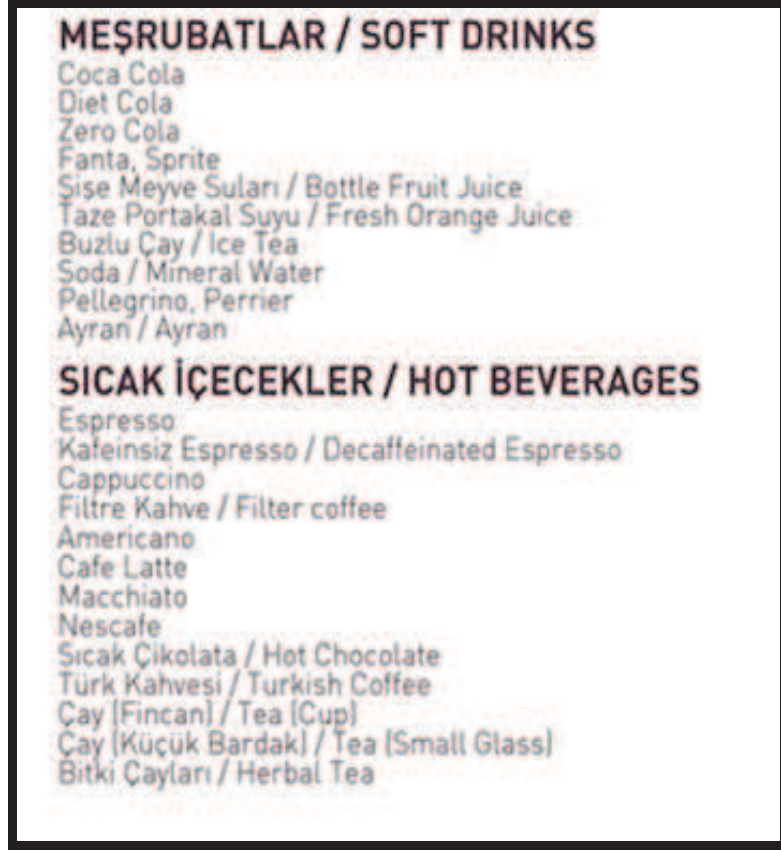 MEŞRUBATLAR / SOFT DRINKS
Coca Cola
Diet Cola
Zero Cola
Fanta, Sprite
Şişe Meyve Suları / Bottle Fruit Juice
Taze Portakal Suyu / Fresh Orange Juice
Buzlu Çay / Ice Tea
Soda / Mineral Water
Pellegrino, Perrier
Ayran / Ayran
SICAK İÇECEKLER / HOT BEVERAGES
Espresso
Kafeinsiz Espresso / Decaffeinated Espresso
Cappuccino
Filtre Kahve / Filter coffee
Americano
Cafe Latte
Macchiato
Nescafe
Sıcak Çikolata / Hot Chocolate
Türk Kahvesi / Turkish Coffee
Çay (Fincan) / Tea (Cup)
Çay (Küçük Bardak) / Tea (Small Glass)
Bitki Çayları / Herbal Tea